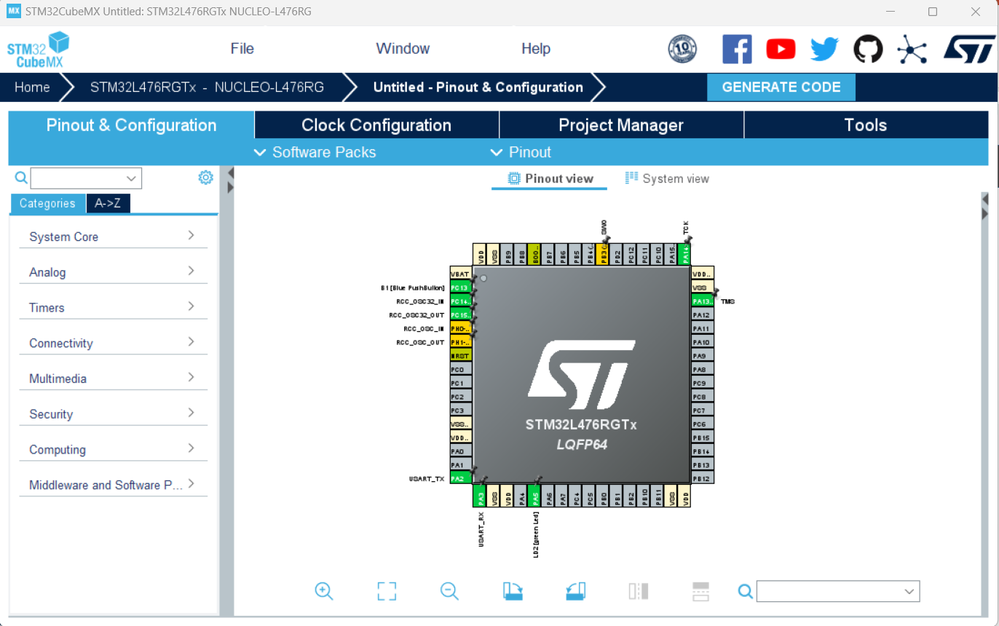 MX STM32CubeMX Untitled: STM32L476RGTx NUCLEO-L476RG
STM32
CubeMX
File
Window
Help
10
Home
STM32L476RGTx - NUCLEO-L476RG
Untitled - Pinout & Configuration
GENERATE CODE
Pinout & Configuration
Clock Configuration
Project Manager
Tools
Software Packs
Pinout
Pinout view
System view
Categories
A->Z
System Core
Analog
Timers
Connectivity
Multimedia
Security
Computing
Middleware and Software P...
SWO
TCK
VDD
VSS
PB9
PB8
BOO..
PB7
PB6
PB5
PB4(.
PB3(.
PD2
PC12
PC11
PC10
PA15.
PA14.
VBAT
B1 [Blue PushButton] PC13
RCC_OSC32_IN PC14..
RCC_OSC32_OUT PC15..
RCC_OSC_IN PH0-..
RCC_OSC_OUT PH1-..
NRST
PC0
PC1
PC2
PC3
VSS..
VDD..
PA0
PA1
USART_TX PA2
VDD..
VSS
PA13.. TMS
PA12
PA11
PA10
PA9
PA8
PC9
PC8
PC7
PC6
PB15
PB14
PB13
PB12
STM32L476RGTx
LQFP64
PA3
VSS
VDD
PA4
PA5
PA6
PA7
PC4
PC5
PB0
PB1
PB2
PB10
PB11
VSS
VDD
USART_RX
LD2 [green Led]